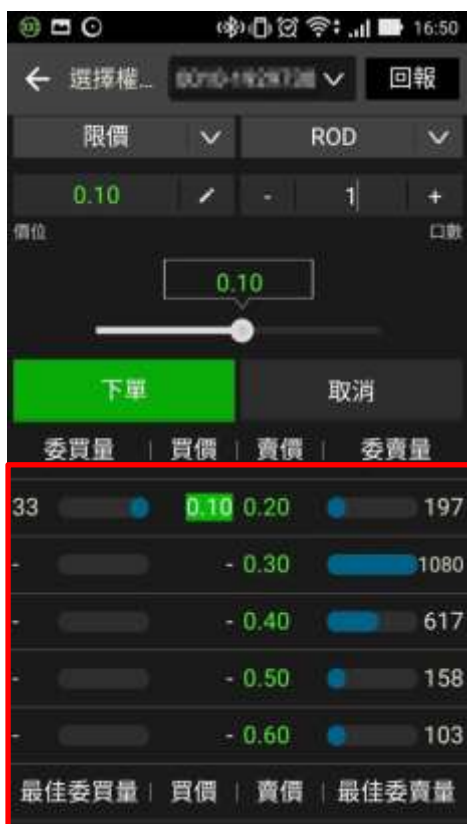 16:50
選擇權... 回報
限價 ROD
0.10 - 1 +
價位 口數
0.10
下單 取消
委買量 | 買價 | 賣價 | 委賣量
33 0.10 0.20 197
- - 0.30 1080
- - 0.40 617
- - 0.50 158
- - 0.60 103
最佳委買量 | 買價 | 賣價 | 最佳委賣量